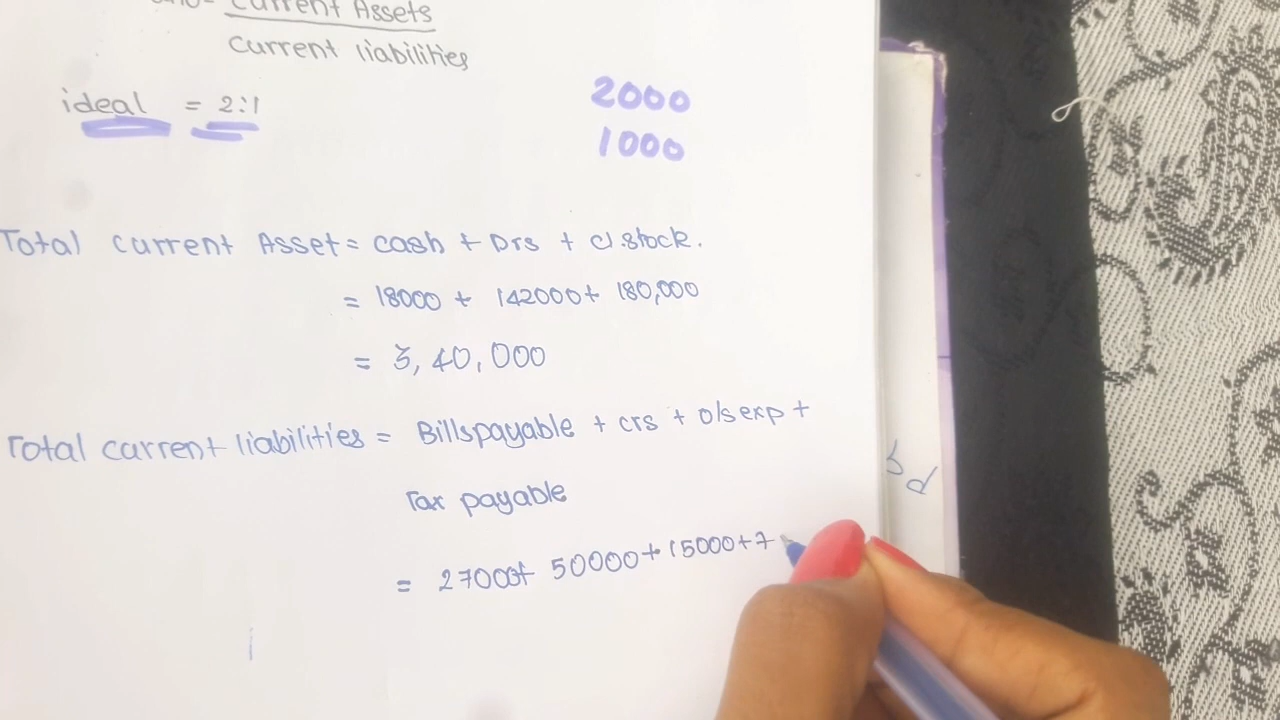 Current Assets
Current liabilities
ideal = 2:1
2000
1000
Total current Asset = cash + Drs + cl.stock.
= 18000 + 142000+ 180,000
= 3,40,000
Total current liabilities = Billspayable + crs + o/s exp +
Tax payable
= 27000+ 50000+15000+7